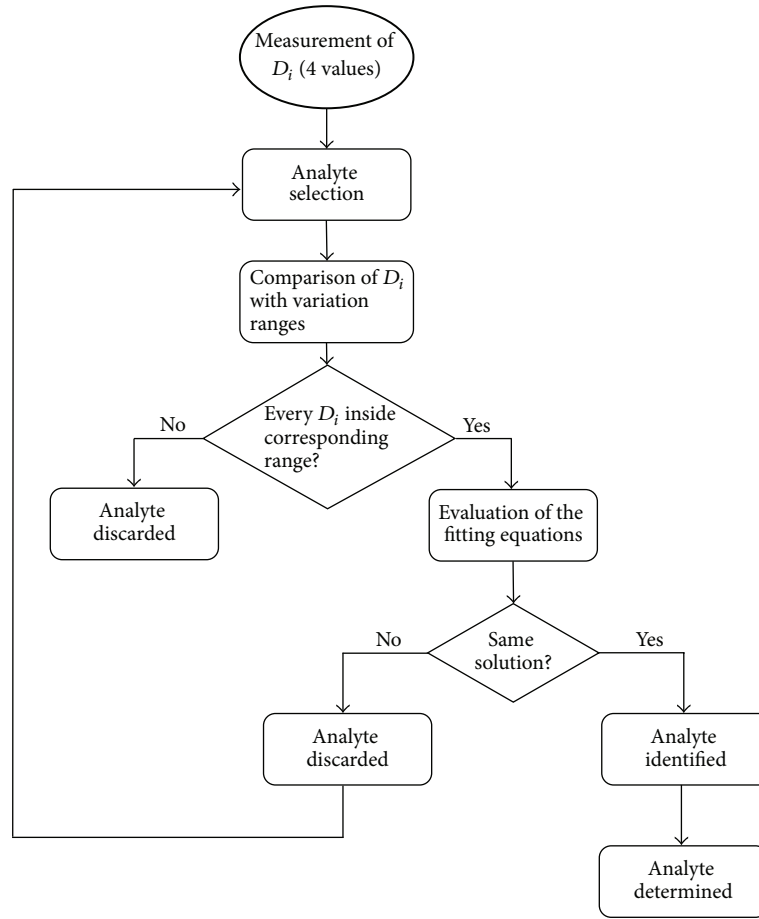 Measurement of
D_i (4 values)
Analyte
selection
Comparison of D_i
with variation
ranges
Every D_i inside
corresponding
range?
No
Yes
Analyte
discarded
Evaluation of the
fitting equations
Same
solution?
No
Yes
Analyte
discarded
Analyte
identified
Analyte
determined